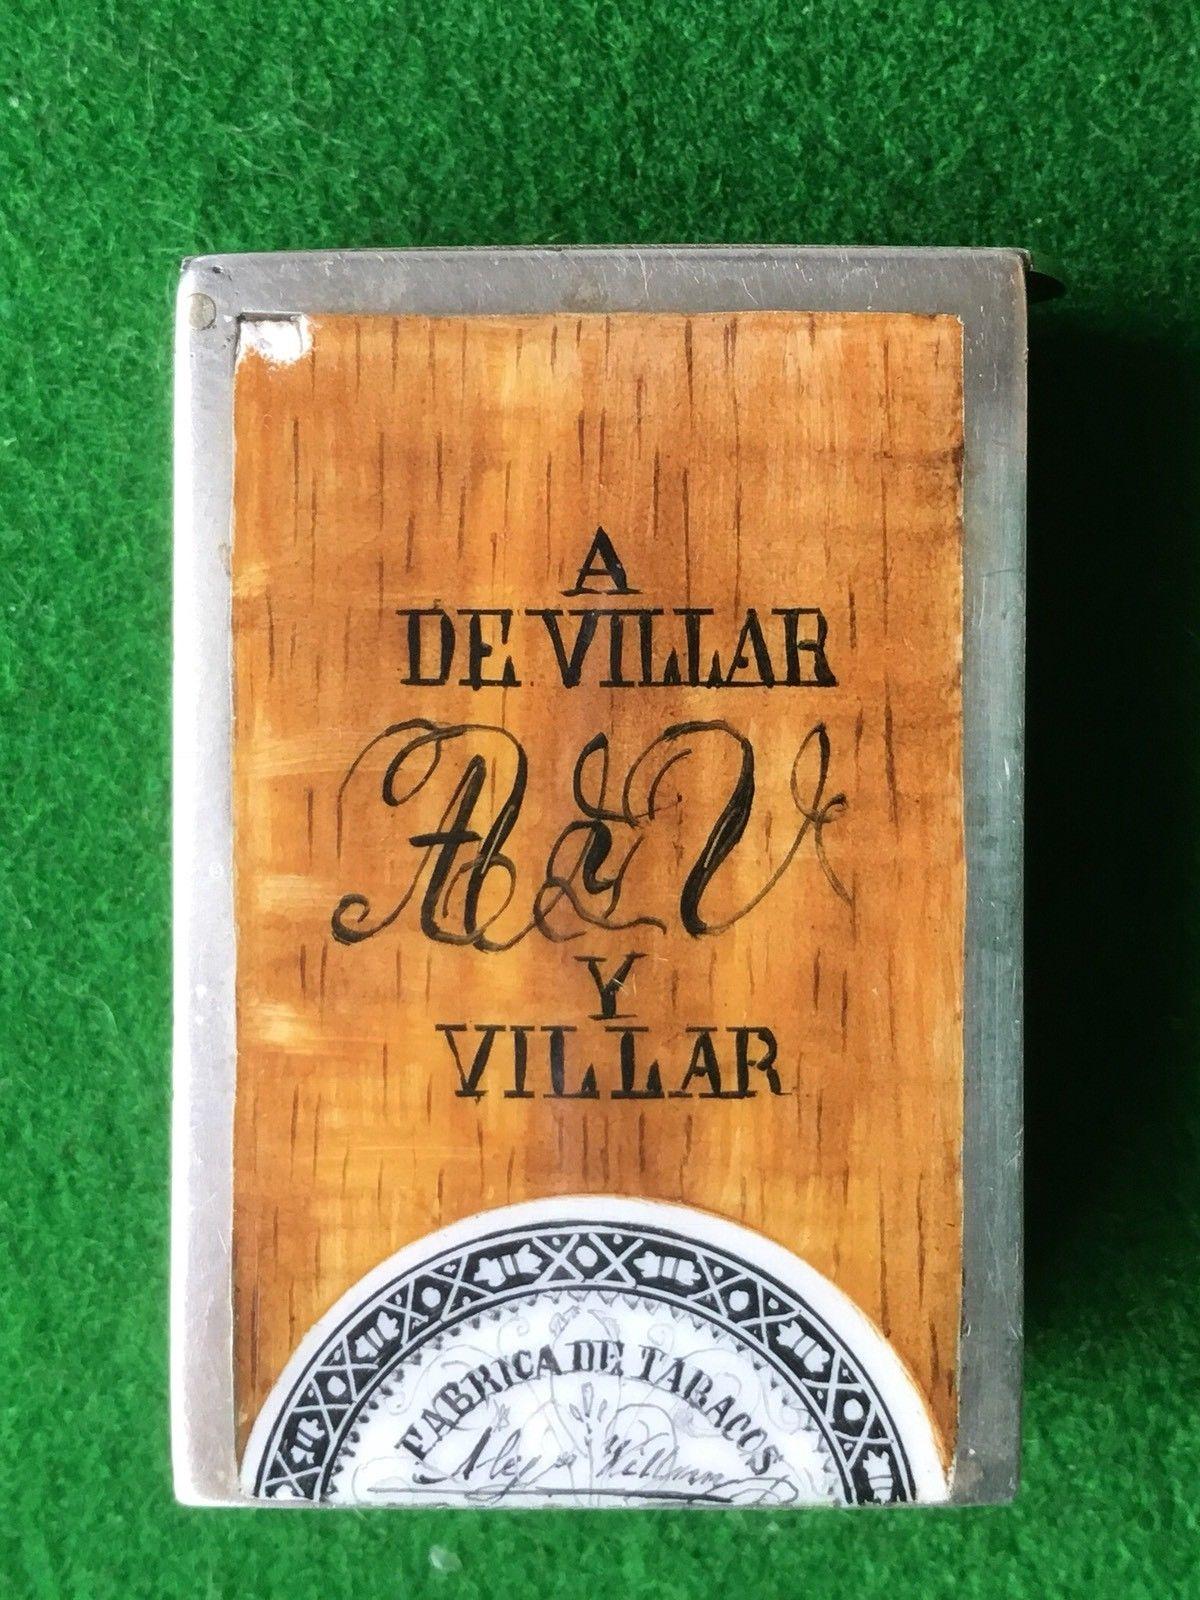 A
DE VILLAR
A Y V
Y
VILLAR
FABRICA DE TABACOS